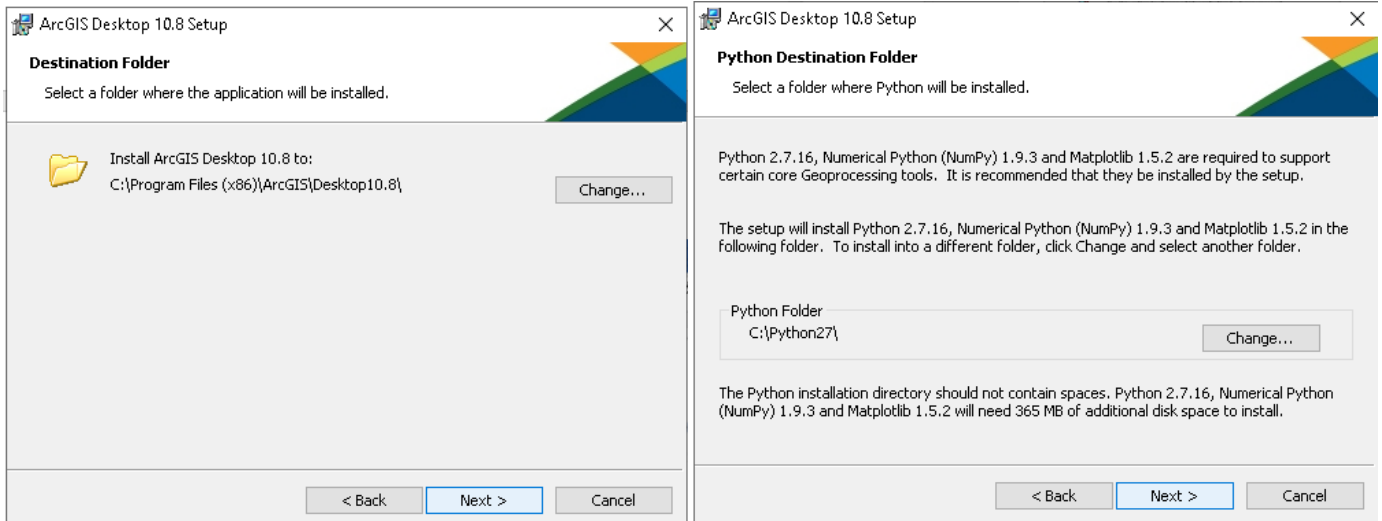 ArcGIS Desktop 10.8 Setup
Destination Folder
Select a folder where the application will be installed.
Install ArcGIS Desktop 10.8 to:
C:\Program Files (x86)\ArcGIS\Desktop10.8\
Change...
< Back
Next >
Cancel
ArcGIS Desktop 10.8 Setup
Python Destination Folder
Select a folder where Python will be installed.
Python 2.7.16, Numerical Python (NumPy) 1.9.3 and Matplotlib 1.5.2 are required to support
certain core Geoprocessing tools. It is recommended that they be installed by the setup.
The setup will install Python 2.7.16, Numerical Python (NumPy) 1.9.3 and Matplotlib 1.5.2 in the
following folder. To install into a different folder, click Change and select another folder.
Python Folder
C:\Python27\
Change...
The Python installation directory should not contain spaces. Python 2.7.16, Numerical Python
(NumPy) 1.9.3 and Matplotlib 1.5.2 will need 365 MB of additional disk space to install.
< Back
Next >
Cancel